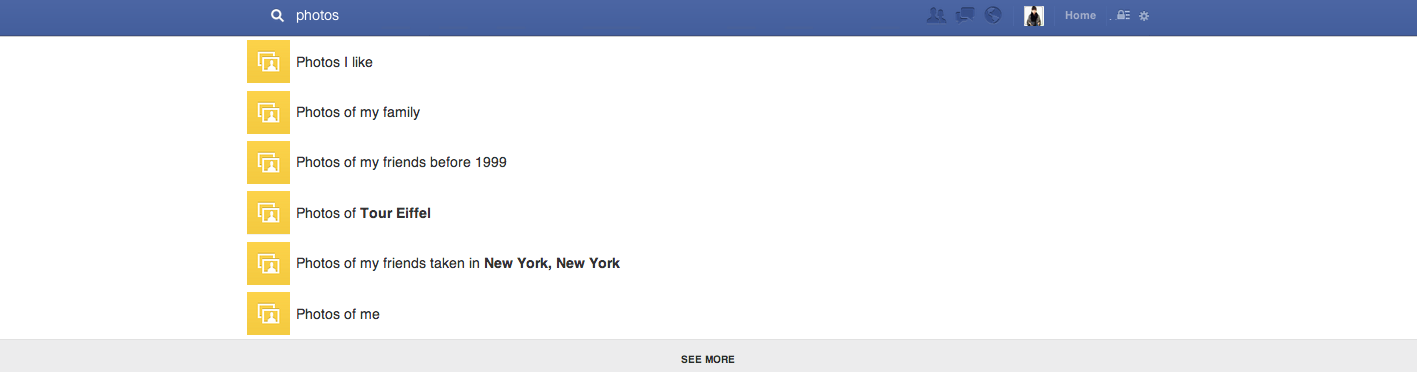 photos
Home
Photos I like
Photos of my family
Photos of my friends before 1999
Photos of Tour Eiffel
Photos of my friends taken in New York, New York
Photos of me
SEE MORE